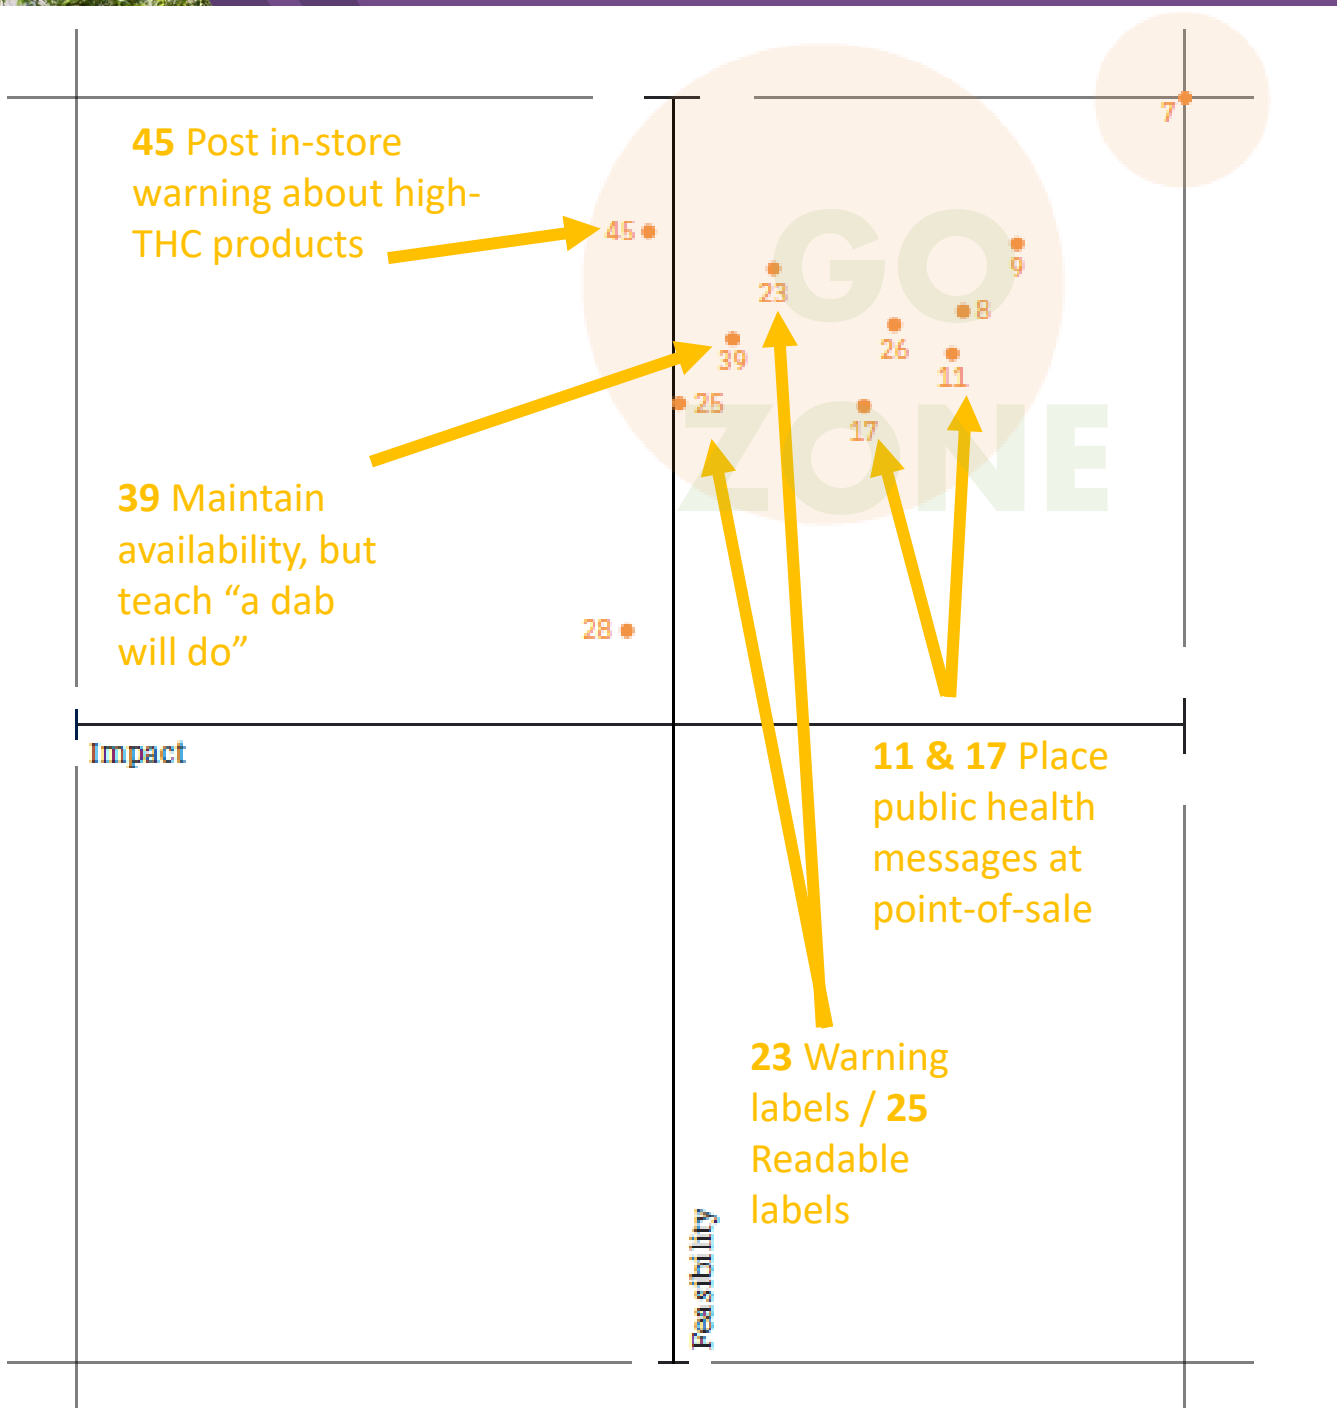 7
45 Post in-store
warning about high-
THC products
45
GO
9
23
8
26
39
11
25
17
ZONE
39 Maintain
availability, but
teach “a dab
will do”
28
Impact
11 & 17 Place
public health
messages at
point-of-sale
23 Warning
labels / 25
Readable
labels
Feasibility